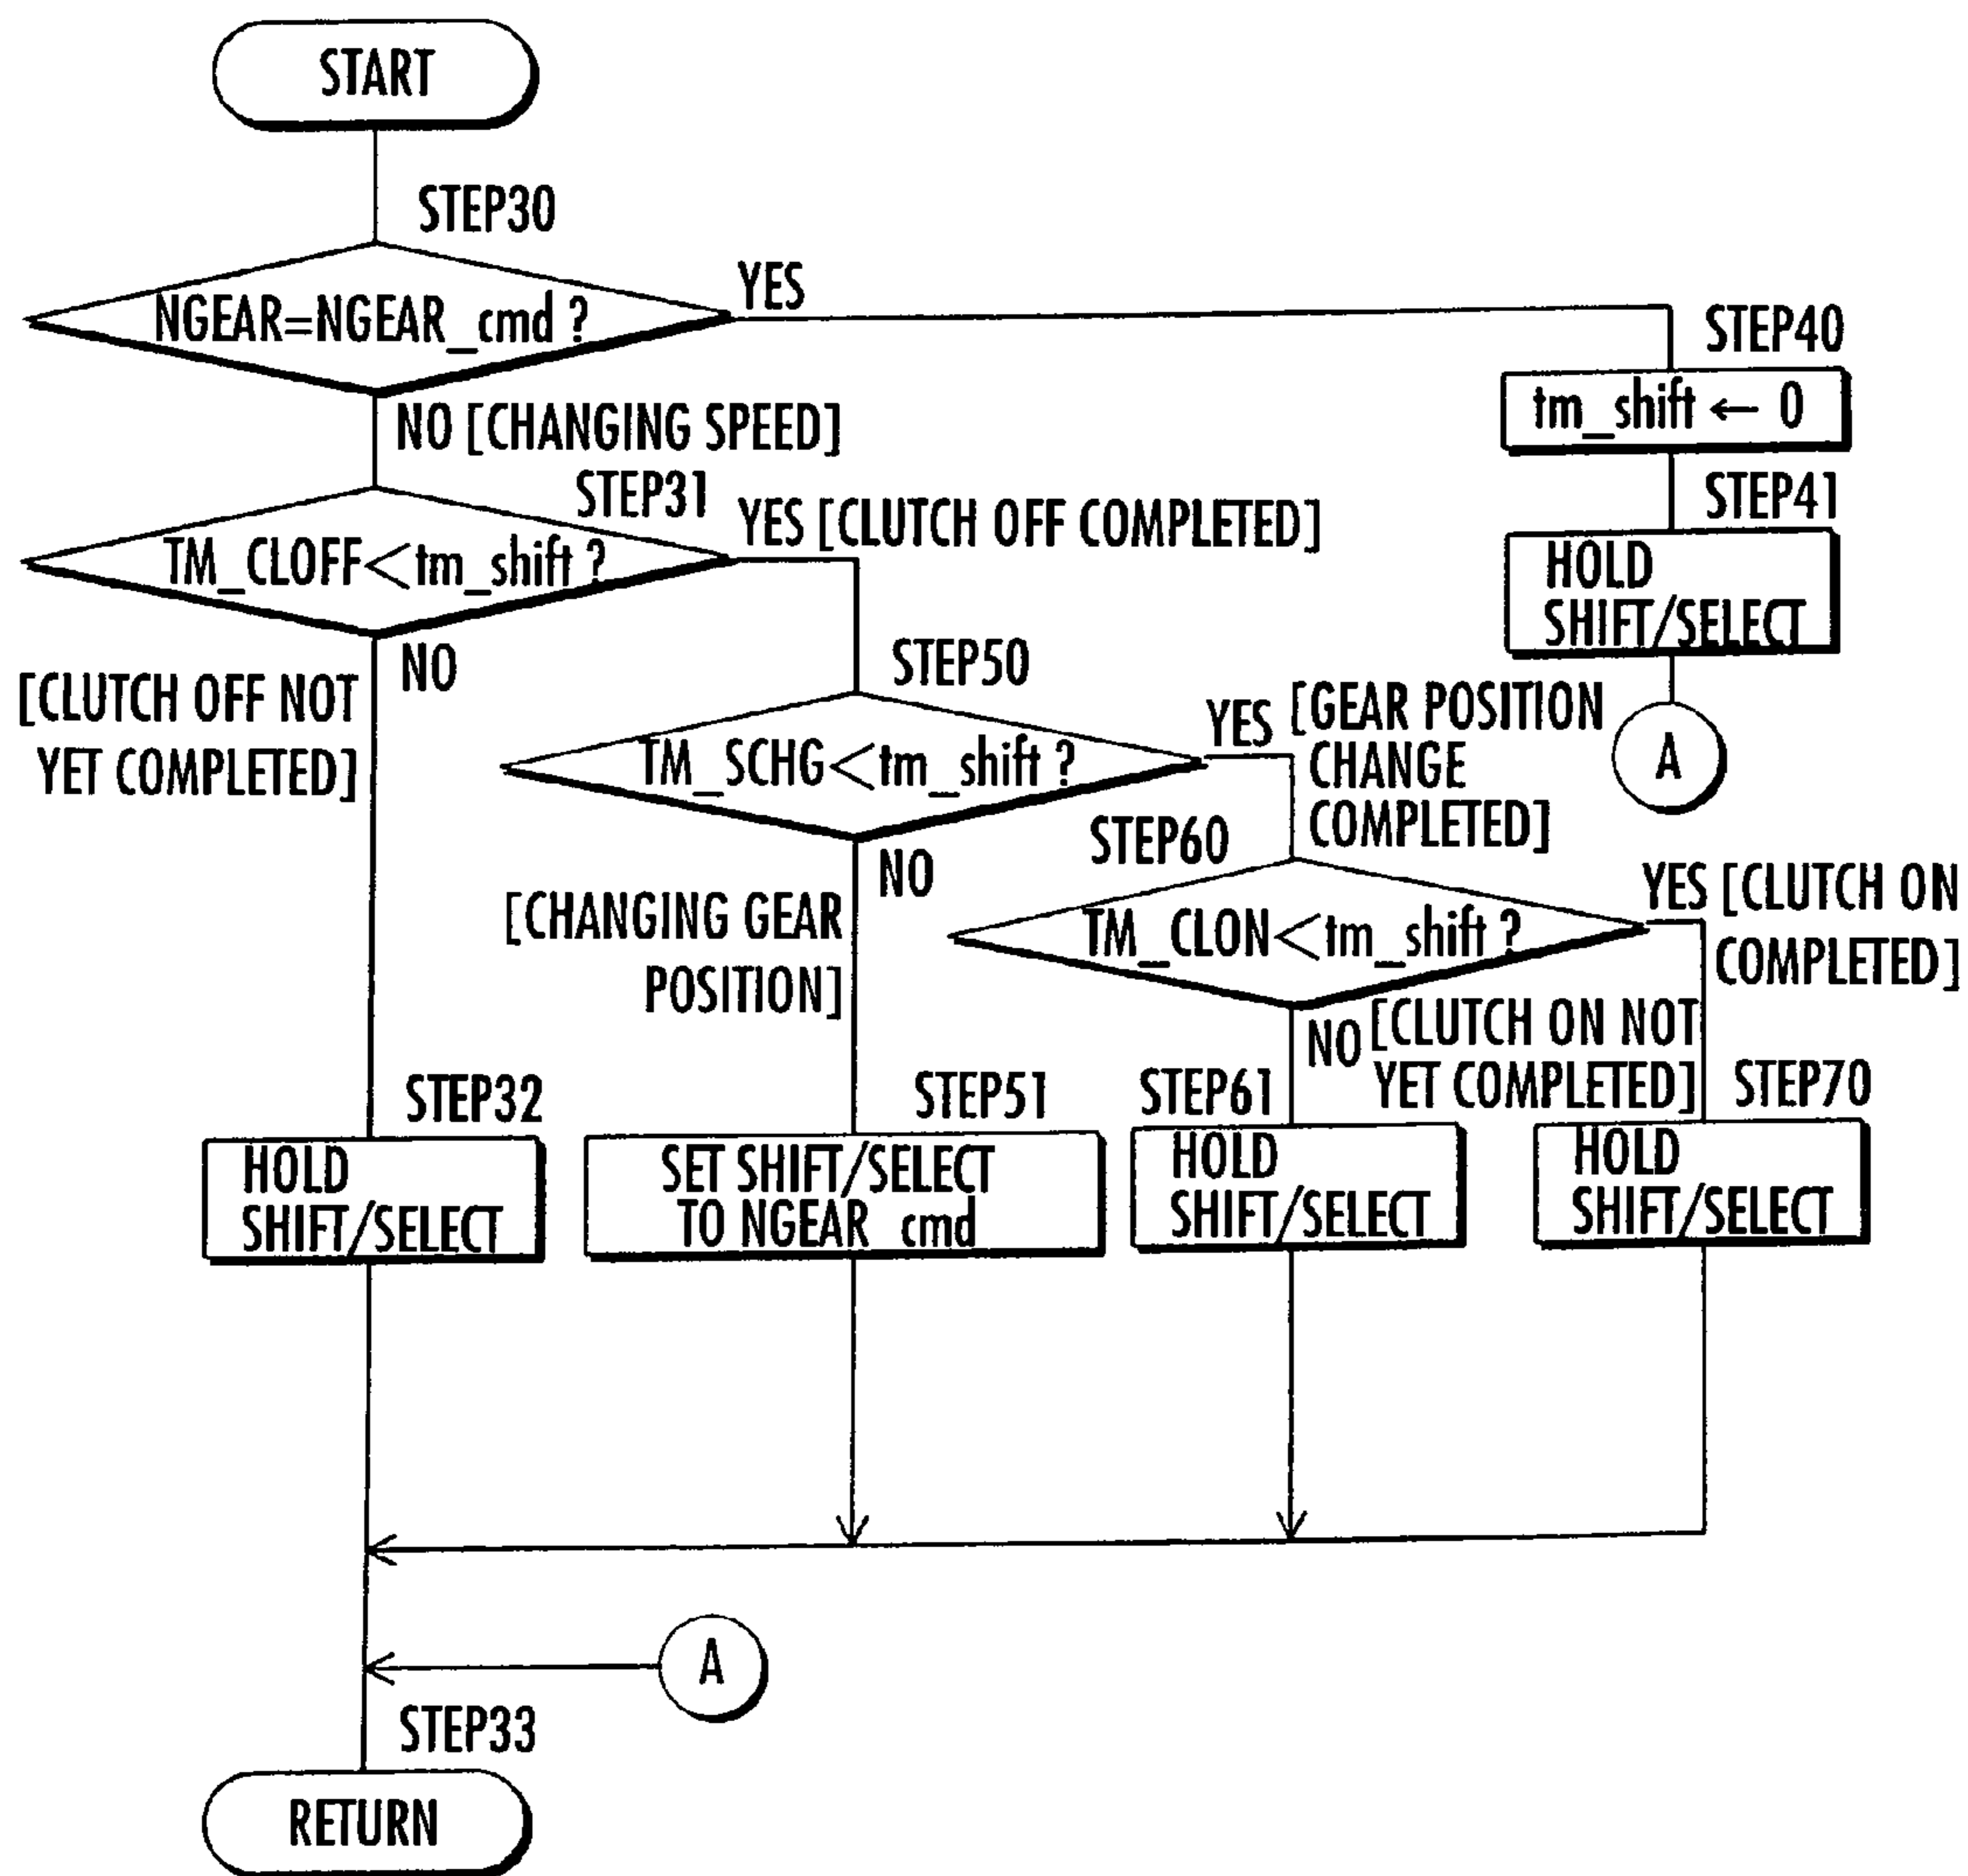 START
STEP30
NGEAR=NGEAR_cmd ?
YES
NO [CHANGING SPEED]
STEP40
tm_shift ← 0
STEP41
HOLD
SHIFT/SELECT
A
STEP31
TM_CLOFF<tm_shift ?
YES [CLUTCH OFF COMPLETED]
NO
[CLUTCH OFF NOT
YET COMPLETED]
STEP50
TM_SCHG<tm_shift ?
YES [GEAR POSITION
CHANGE
COMPLETED]
NO
[CHANGING GEAR
POSITION]
STEP60
TM_CLON<tm_shift ?
YES [CLUTCH ON
COMPLETED]
NO [CLUTCH ON NOT
YET COMPLETED]
STEP32
HOLD
SHIFT/SELECT
STEP51
SET SHIFT/SELECT
TO NGEAR cmd
STEP61
HOLD
SHIFT/SELECT
STEP70
HOLD
SHIFT/SELECT
A
STEP33
RETURN